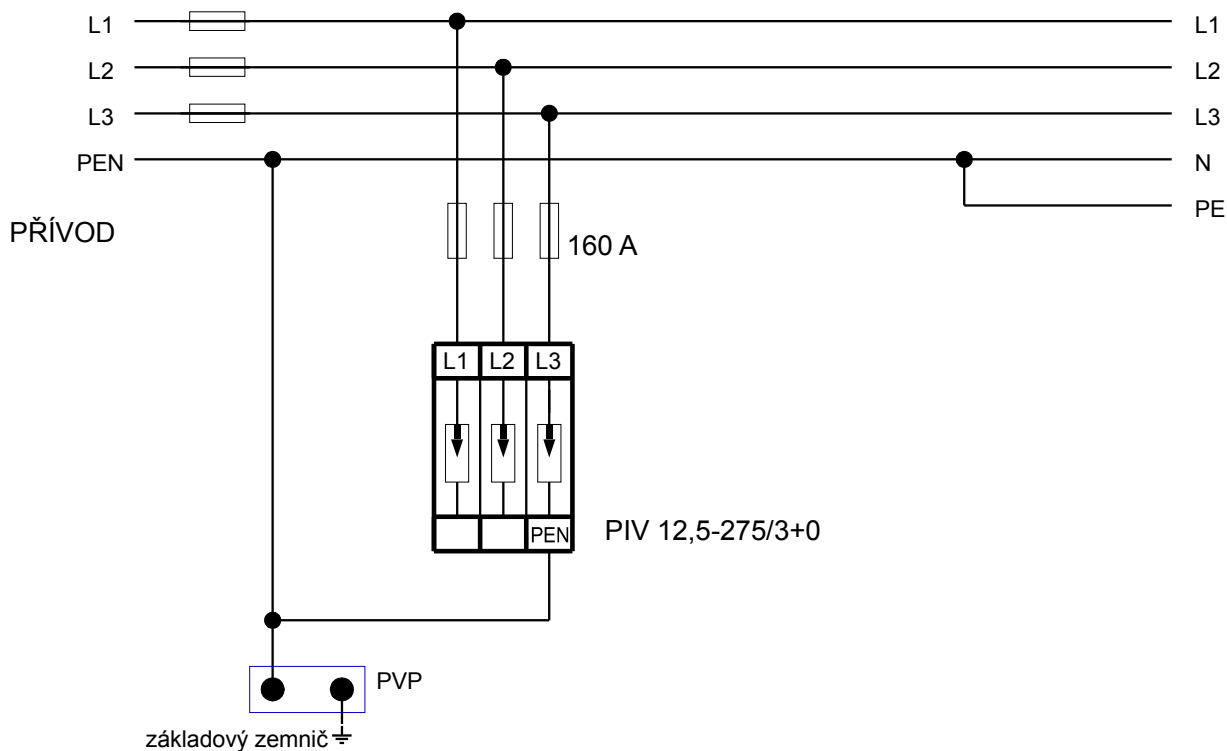 L1 L1
L2 L2
L3 L3
PEN N
PE
PŘÍVOD
160 A
L1 L2 L3
PEN
PIV 12,5-275/3+0
PVP
základový zemnič